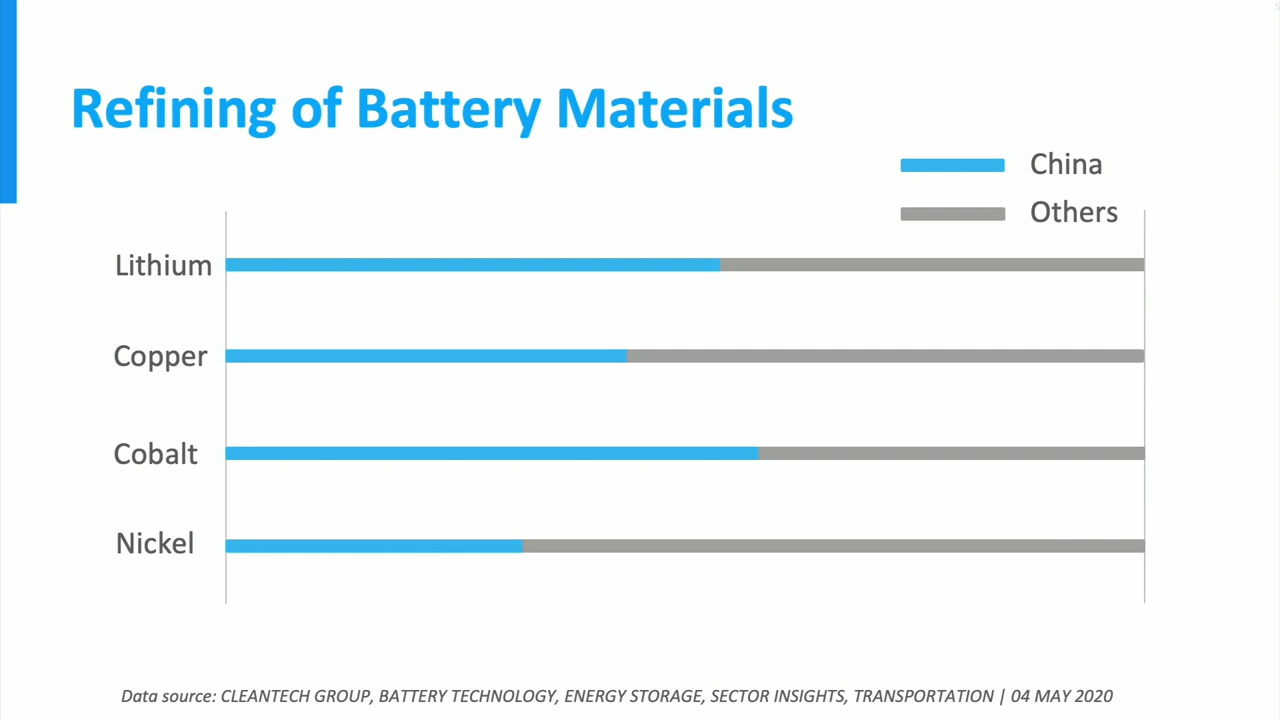 Refining of Battery Materials
China
Others
Lithium
Copper
Cobalt
Nickel
Data source: CLEANTECH GROUP, BATTERY TECHNOLOGY, ENERGY STORAGE, SECTOR INSIGHTS, TRANSPORTATION | 04 MAY 2020